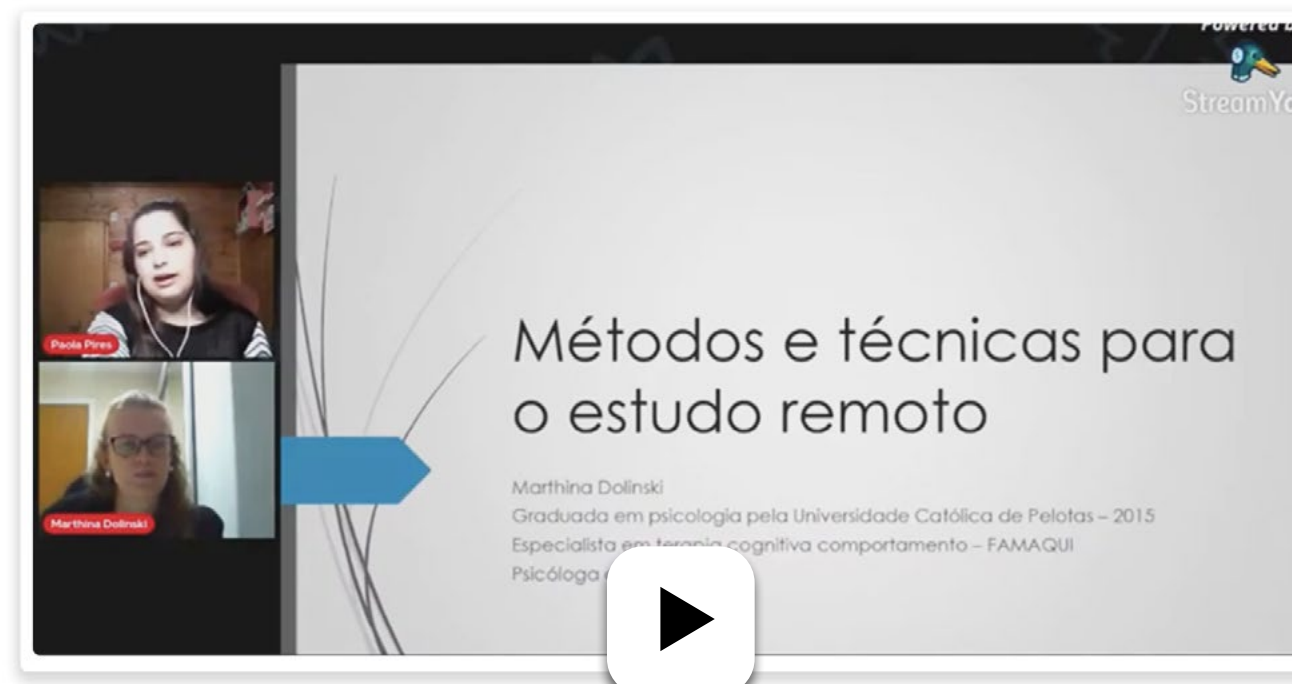 Powered b
StreamYa
Paola Pires
Marthina Dolinski
Métodos e técnicas para
o estudo remoto
Marthina Dolinski
Graduada em psicologia pela Universidade Católica de Pelotas – 2015
Especialista em terapia cognitiva comportamento – FAMAQUI
Psicóloga